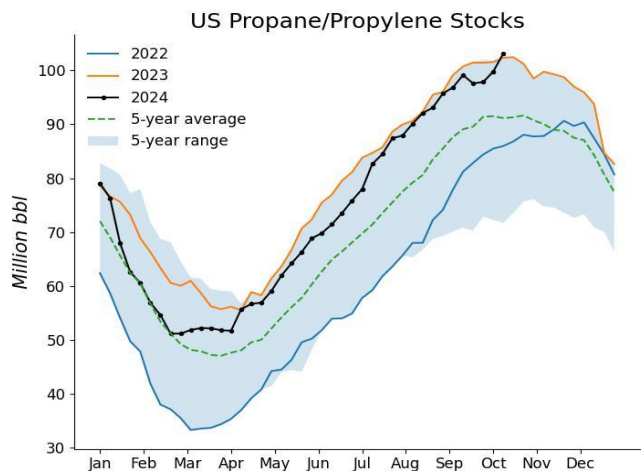 US Propane/Propylene Stocks
Million bbl
100
90
80
70
60
50
40
30
2022
2023
2024
5-year average
5-year range
Jan Feb Mar Apr May Jun Jul Aug Sep Oct Nov Dec